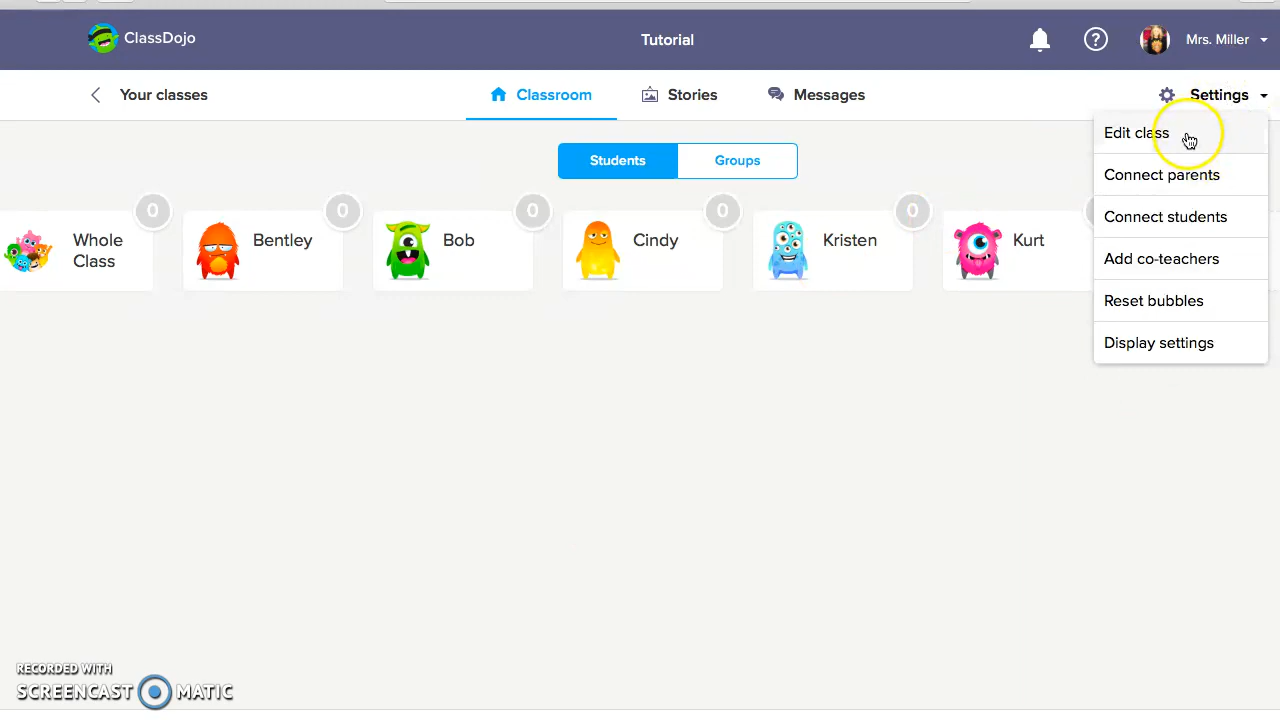 ClassDojo
Tutorial
Mrs. Miller
Your classes
Classroom
Stories
Messages
Settings
Edit class
Connect parents
Connect students
Add co-teachers
Reset bubbles
Display settings
Students
Groups
0
0
0
0
0
Whole
Class
Bentley
Bob
Cindy
Kristen
Kurt
RECORDED WITH
SCREENCAST MATIC